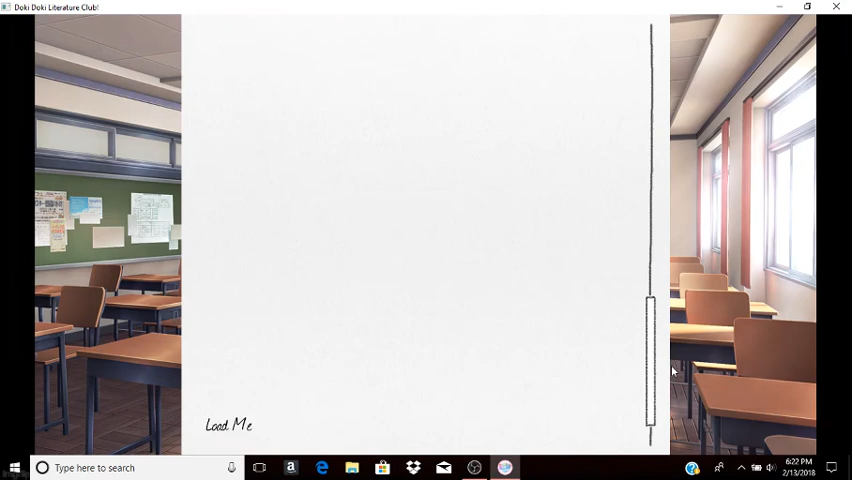 Doki Doki Literature Club!
Load Me
Type here to search
6:22 PM
2/13/2018